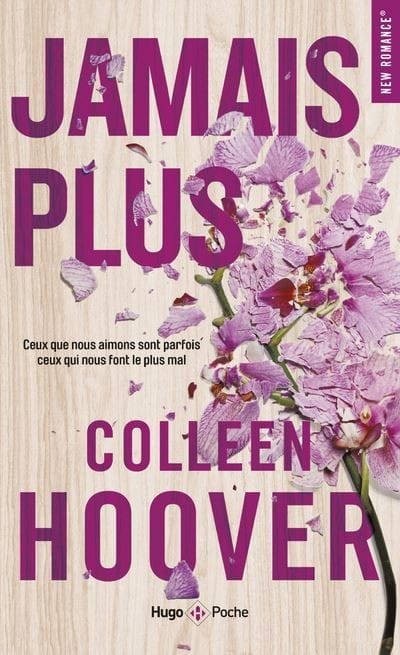 NEW ROMANCE®
JAMAIS
PLUS
Ceux que nous aimons sont parfois
ceux qui nous font le plus mal
COLLEEN
HOOVER
Hugo H Poche